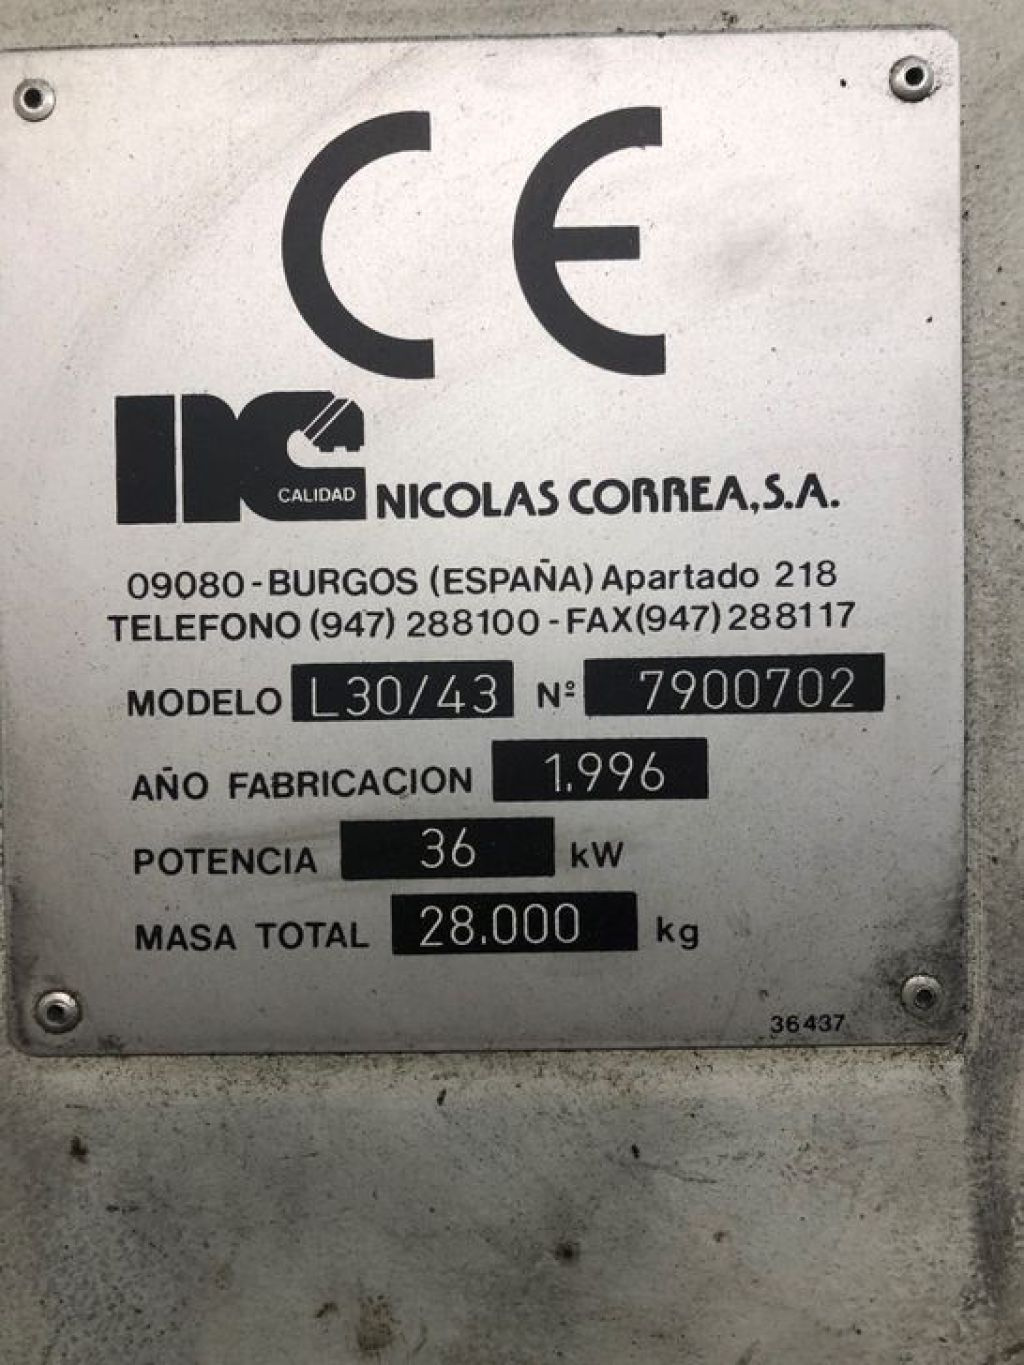 CE
NC
CALIDAD
NICOLAS CORREA, S.A.
09080-BURGOS (ESPAÑA) Apartado 218
TELEFONO (947) 288100-FAX(947) 288117
MODELO L30/43 Nº 7900702
AÑO FABRICACION 1.996
POTENCIA 36 kW
MASA TOTAL 28.000 kg
36437